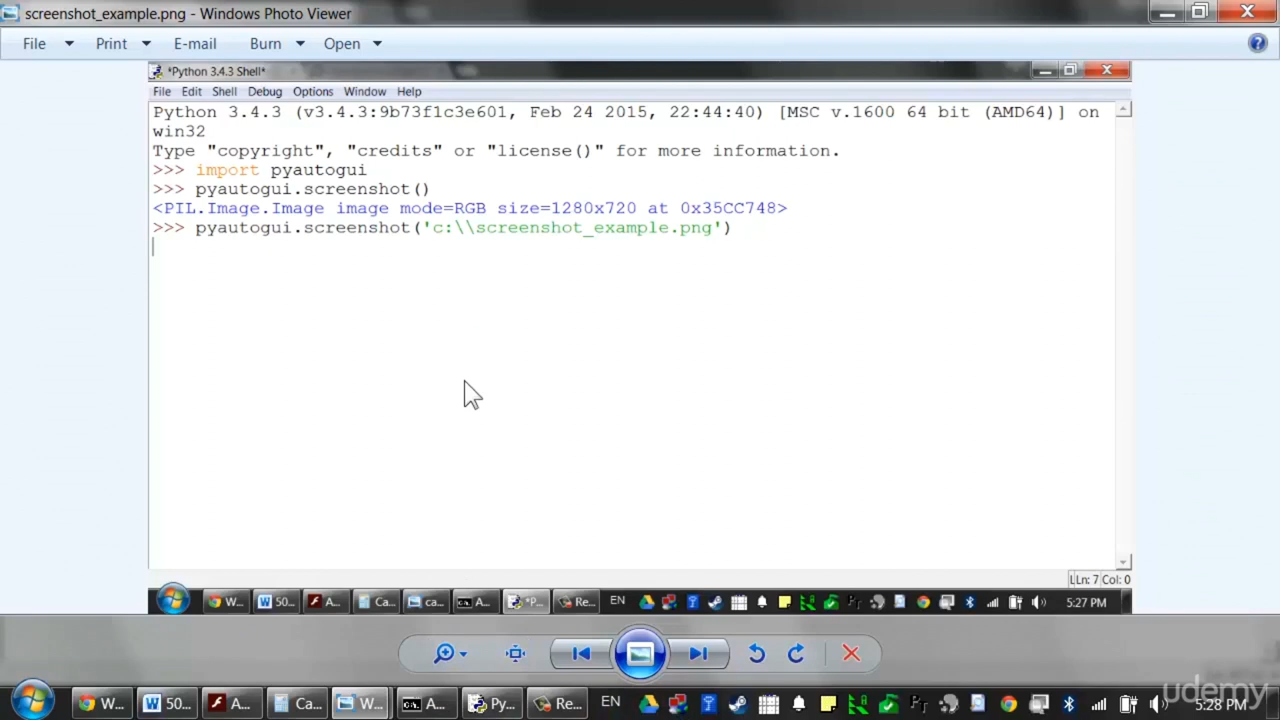 screenshot_example.png - Windows Photo Viewer
File Print E-mail Burn Open
*Python 3.4.3 Shell*
File Edit Shell Debug Options Window Help
Python 3.4.3 (v3.4.3:9b73f1c3e601, Feb 24 2015, 22:44:40) [MSC v.1600 64 bit (AMD64)] on
win32
Type "copyright", "credits" or "license()" for more information.
>>> import pyautogui
>>> pyautogui.screenshot()
<PIL.Image.Image image mode=RGB size=1280x720 at 0x35CC748>
>>> pyautogui.screenshot('c:\\screenshot_example.png')
Ln: 7 Col: 0
W... 50... A... Ca... ca... A... *P... Re... EN 5:27 PM
W... 50... A... Ca... W... A... Py... Re... EN 5:28 PM
udemy